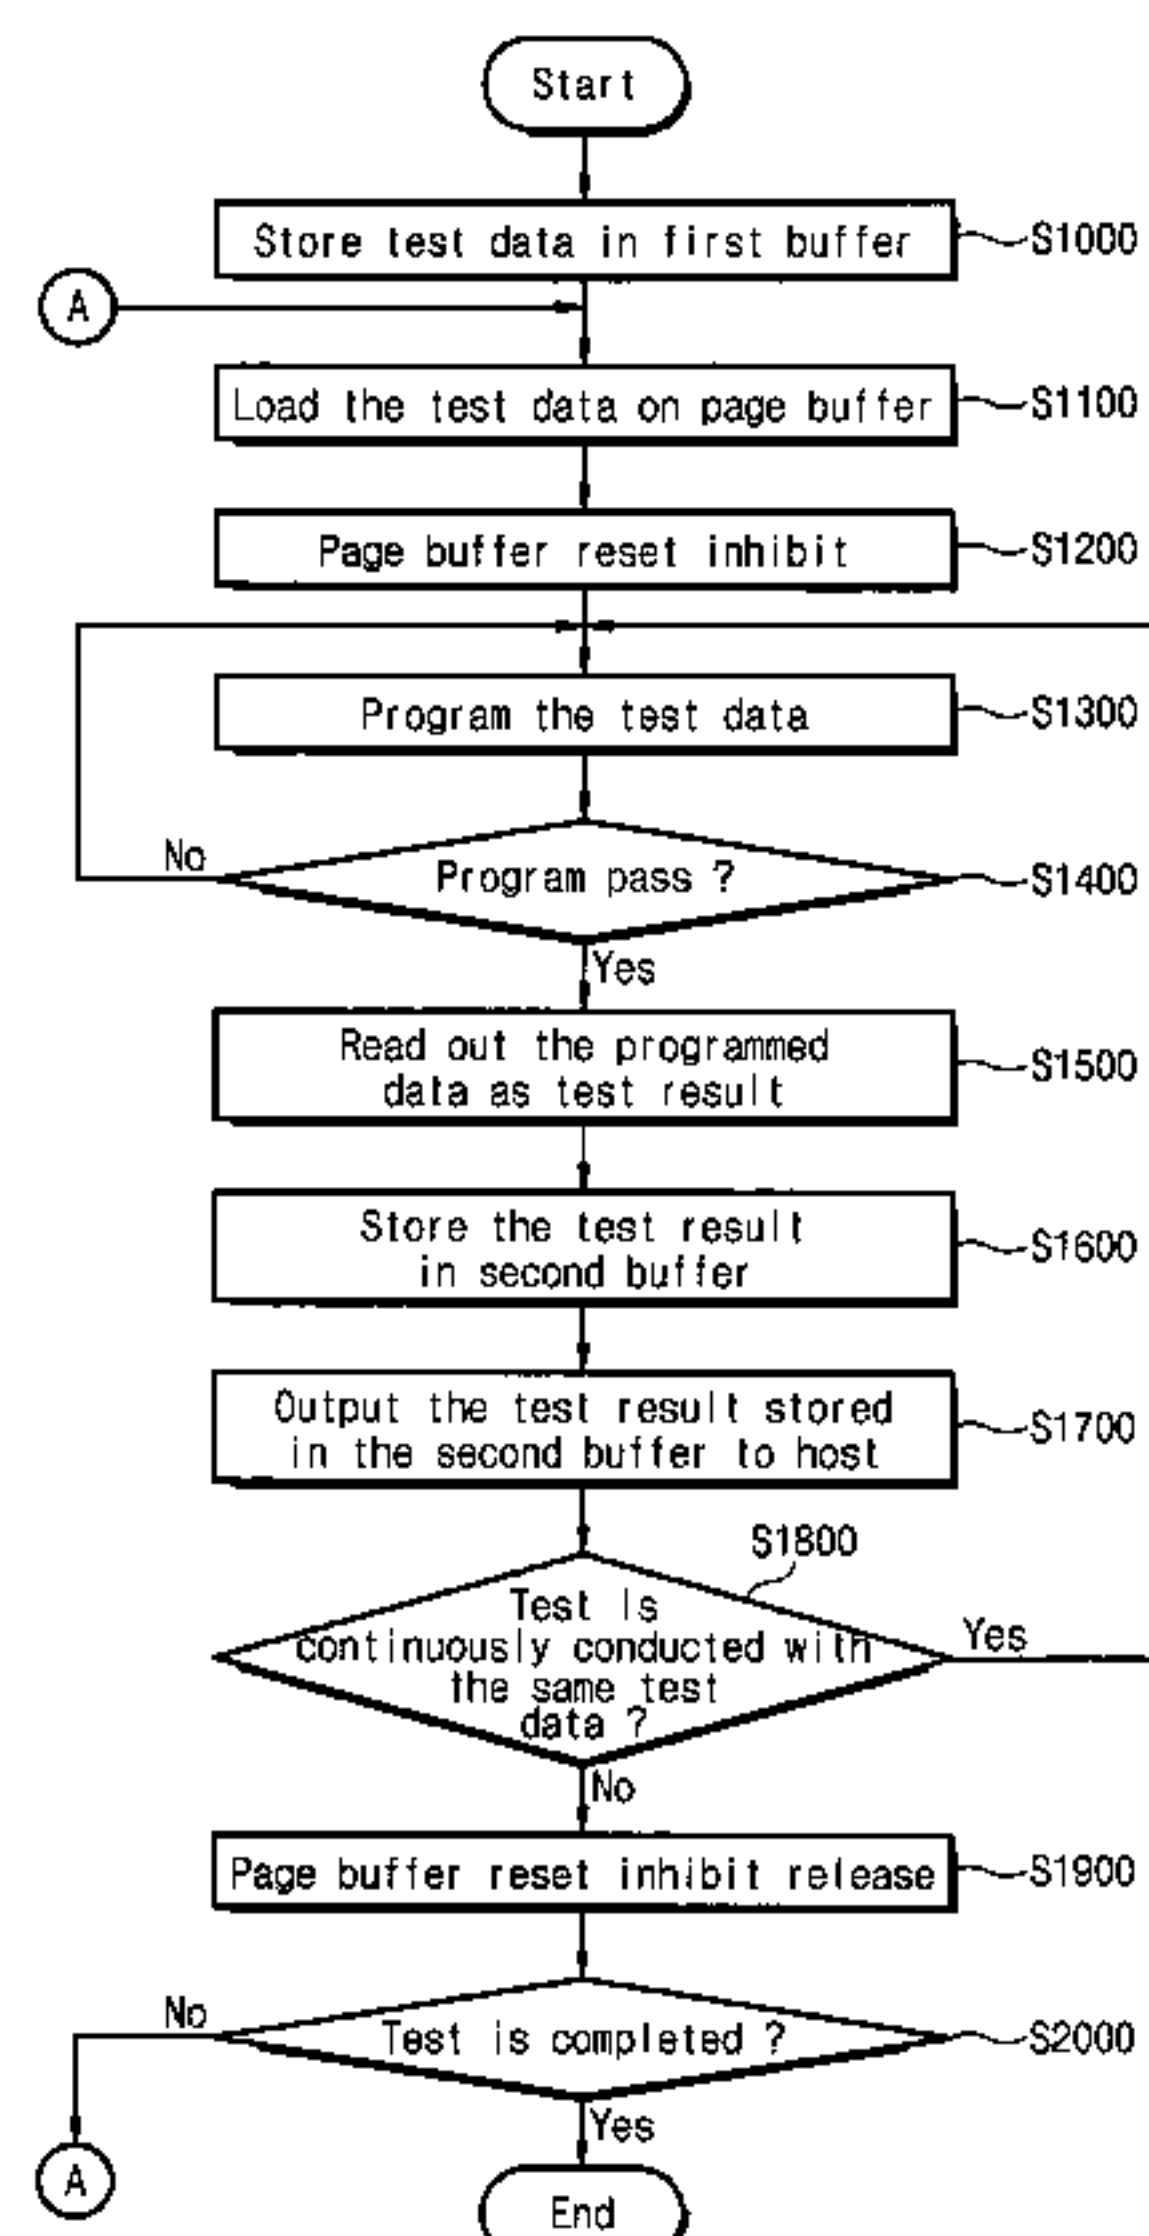 Start
Store test data in first buffer
S1000
A
Load the test data on page buffer
S1100
Page buffer reset inhibit
S1200
Program the test data
S1300
No
Program pass ?
S1400
Yes
Read out the programmed
data as test result
S1500
Store the test result
in second buffer
S1600
Output the test result stored
in the second buffer to host
S1700
S1800
Test Is
continuously conducted with
the same test
data ?
Yes
No
Page buffer reset inhibit release
S1900
No
Test is completed ?
S2000
Yes
A
End